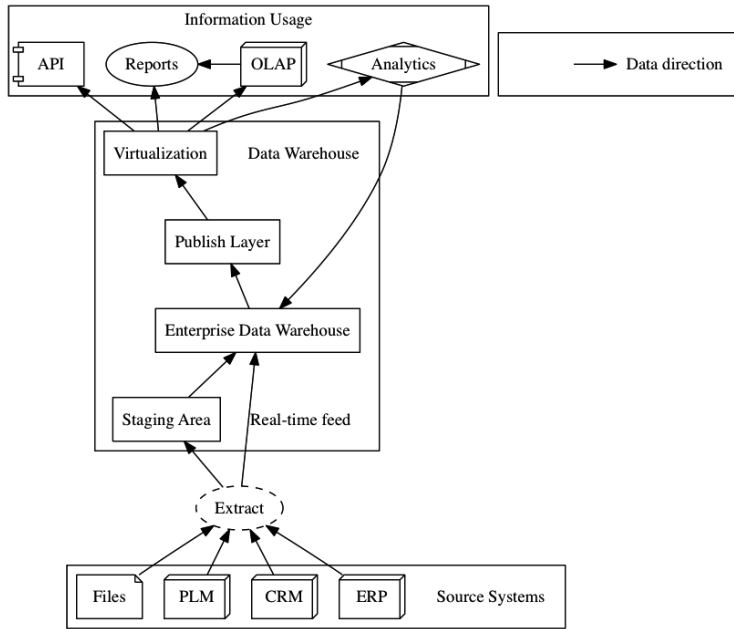 Information Usage
API
Reports
OLAP
Analytics
Data direction
Virtualization
Data Warehouse
Publish Layer
Enterprise Data Warehouse
Staging Area
Real-time feed
Extract
Files
PLM
CRM
ERP
Source Systems